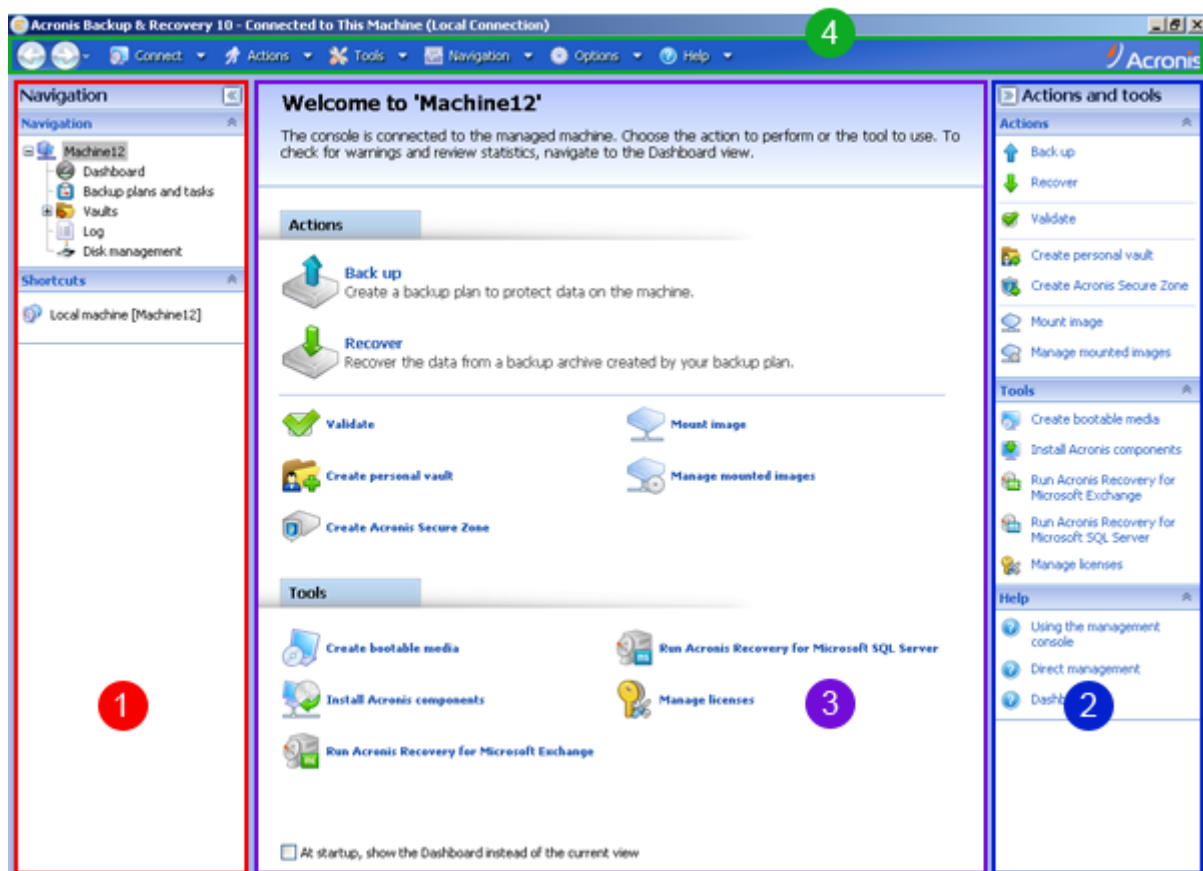 Acronis Backup & Recovery 10 - Connected to This Machine (Local Connection)
4
Connect
Actions
Tools
Navigation
Options
Help
Acronis
Navigation
Navigation
Machine12
Dashboard
Backup plans and tasks
Vaults
Log
Disk management
Shortcuts
Local machine [Machine12]
1
Welcome to 'Machine12'
The console is connected to the managed machine. Choose the action to perform or the tool to use. To
check for warnings and review statistics, navigate to the Dashboard view.
Actions
Back up
Create a backup plan to protect data on the machine.
Recover
Recover the data from a backup archive created by your backup plan.
Validate
Mount image
Create personal vault
Manage mounted images
Create Acronis Secure Zone
Tools
Create bootable media
Run Acronis Recovery for Microsoft SQL Server
Install Acronis components
Manage licenses
Run Acronis Recovery for Microsoft Exchange
3
At startup, show the Dashboard instead of the current view
Actions and tools
Actions
Back up
Recover
Validate
Create personal vault
Create Acronis Secure Zone
Mount image
Manage mounted images
Tools
Create bootable media
Install Acronis components
Run Acronis Recovery for
Microsoft Exchange
Run Acronis Recovery for
Microsoft SQL Server
Manage licenses
Help
Using the management
console
Direct management
2